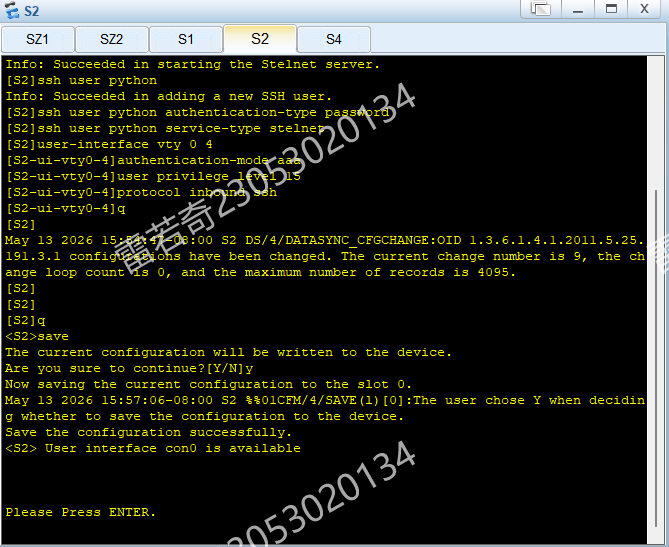 S2
SZ1 SZ2 S1 S2 S4
Info: Succeeded in starting the Stelnet server.
[S2]ssh user python
Info: Succeeded in adding a new SSH user.
[S2]ssh user python authentication-type password
[S2]ssh user python service-type stelnet
[S2]user-interface vty 0 4
[S2-ui-vty0-4]authentication-mode aaa
[S2-ui-vty0-4]user privilege level 15
[S2-ui-vty0-4]protocol inbound ssh
[S2-ui-vty0-4]q
[S2]
May 13 2026 15:54:47-08:00 S2 DS/4/DATASYNC_CFGCHANGE:OID 1.3.6.1.4.1.2011.5.25.
191.3.1 configurations have been changed. The current change number is 9, the ch
ange loop count is 0, and the maximum number of records is 4095.
[S2]
[S2]
[S2]q
<S2>save
The current configuration will be written to the device.
Are you sure to continue?[Y/N]y
Now saving the current configuration to the slot 0.
May 13 2026 15:57:06-08:00 S2 %%01CFM/4/SAVE(l)[0]:The user chose Y when decidin
g whether to save the configuration to the device.
Save the configuration successfully.
<S2> User interface con0 is available
Please Press ENTER.
雷若奇23053020134
3053020134